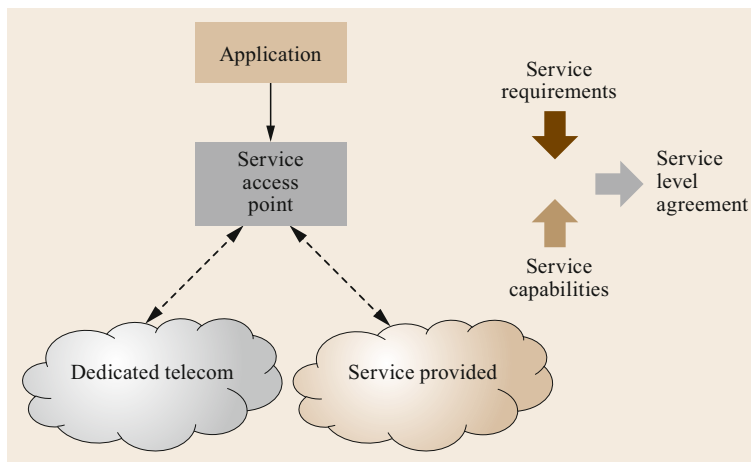 Application
Service
access
point
Dedicated telecom
Service provided
Service
requirements
Service
level
agreement
Service
capabilities